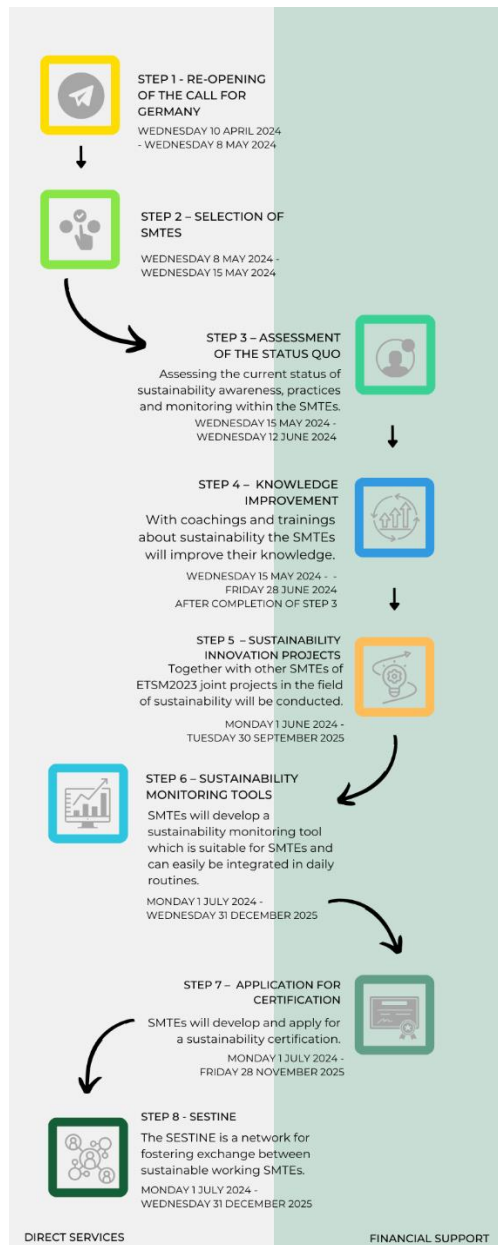 STEP 1 - RE-OPENING
OF THE CALL FOR
GERMANY
WEDNESDAY 10 APRIL 2024
- WEDNESDAY 8 MAY 2024
STEP 2 – SELECTION OF
SMTES
WEDNESDAY 8 MAY 2024 -
WEDNESDAY 15 MAY 2024
STEP 3 – ASSESSMENT
OF THE STATUS QUO
Assessing the current status of
sustainability awareness, practices
and monitoring within the SMTEs.
WEDNESDAY 15 MAY 2024 -
WEDNESDAY 12 JUNE 2024
STEP 4 – KNOWLEDGE
IMPROVEMENT
With coachings and trainings
about sustainability the SMTEs
will improve their knowledge.
WEDNESDAY 15 MAY 2024 - -
FRIDAY 28 JUNE 2024
AFTER COMPLETION OF STEP 3
STEP 5 – SUSTAINABILITY
INNOVATION PROJECTS
Together with other SMTEs of
ETSM2023 joint projects in the field
of sustainability will be conducted.
MONDAY 1 JUNE 2024 -
TUESDAY 30 SEPTEMBER 2025
STEP 6 – SUSTAINABILITY
MONITORING TOOLS
SMTEs will develop a
sustainability monitoring tool
which is suitable for SMTEs and
can easily be integrated in daily
routines.
MONDAY 1 JULY 2024 -
WEDNESDAY 31 DECEMBER 2025
STEP 7 – APPLICATION FOR
CERTIFICATION
SMTEs will develop and apply for
a sustainability certification.
MONDAY 1 JULY 2024 -
FRIDAY 28 NOVEMBER 2025
STEP 8 - SESTINE
The SESTINE is a network for
fostering exchange between
sustainable working SMTEs.
MONDAY 1 JULY 2024 -
WEDNESDAY 31 DECEMBER 2025
DIRECT SERVICES
FINANCIAL SUPPORT